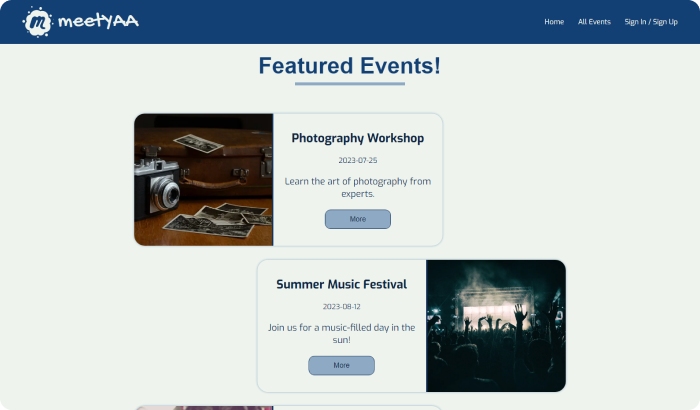 m meetyAA
Home All Events Sign In / Sign Up
Featured Events!
Photography Workshop
2023-07-25
Learn the art of photography from
experts.
More
Summer Music Festival
2023-08-12
Join us for a music-filled day in the
sun!
More